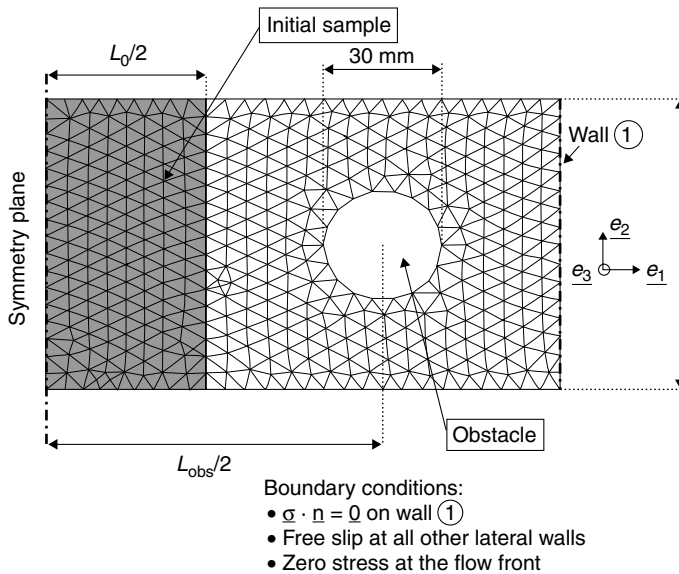 Initial sample
L0/2
30 mm
Wall 1
Symmetry plane
e2
e3
e1
Obstacle
Lobs/2
Boundary conditions:
• σ · n = 0 on wall 1
• Free slip at all other lateral walls
• Zero stress at the flow front